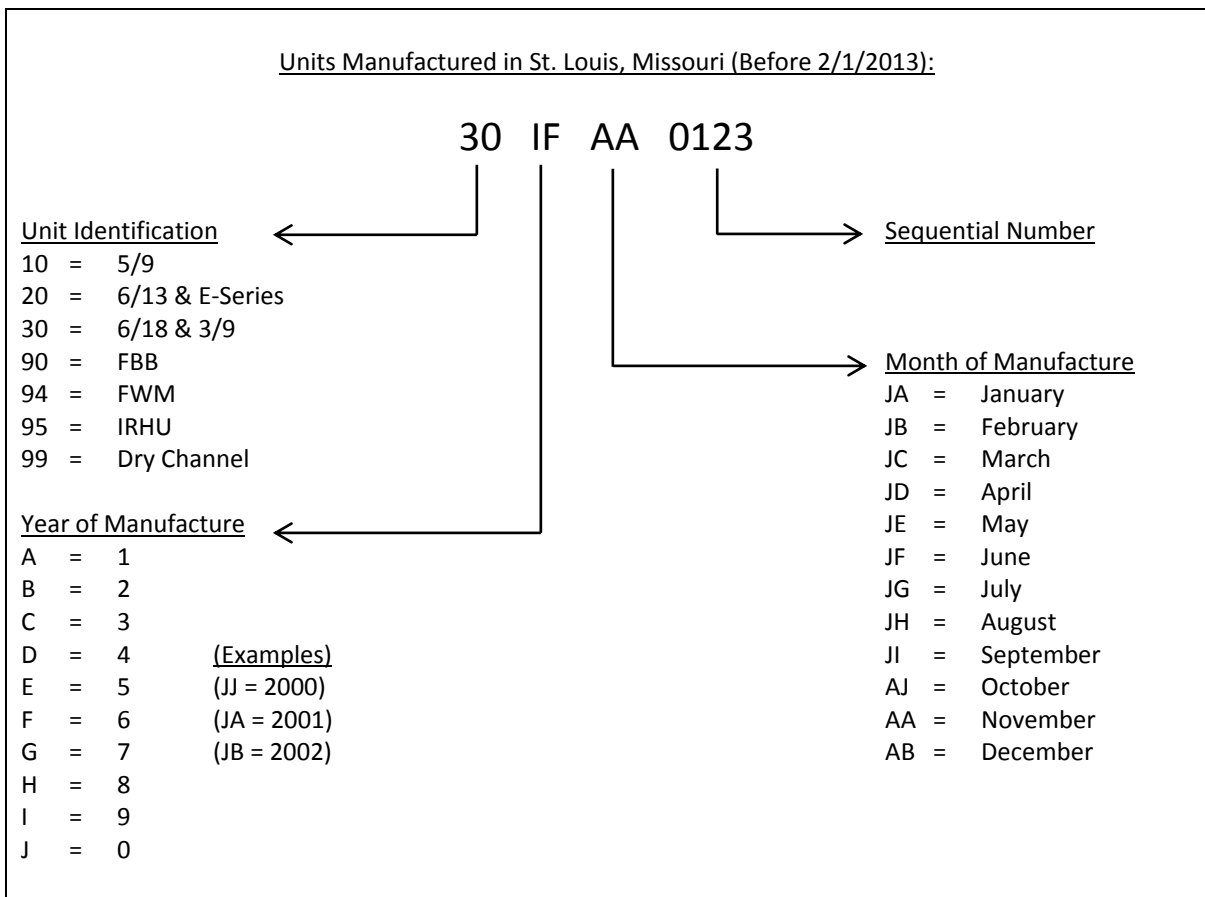 Units Manufactured in St. Louis, Missouri (Before 2/1/2013):
30 IF AA 0123
Unit Identification
10 = 5/9
20 = 6/13 & E-Series
30 = 6/18 & 3/9
90 = FBB
94 = FWM
95 = IRHU
99 = Dry Channel
Year of Manufacture
A = 1
B = 2
C = 3
D = 4 (Examples)
E = 5 (JJ = 2000)
F = 6 (JA = 2001)
G = 7 (JB = 2002)
H = 8
I = 9
J = 0
Sequential Number
Month of Manufacture
JA = January
JB = February
JC = March
JD = April
JE = May
JF = June
JG = July
JH = August
JI = September
AJ = October
AA = November
AB = December